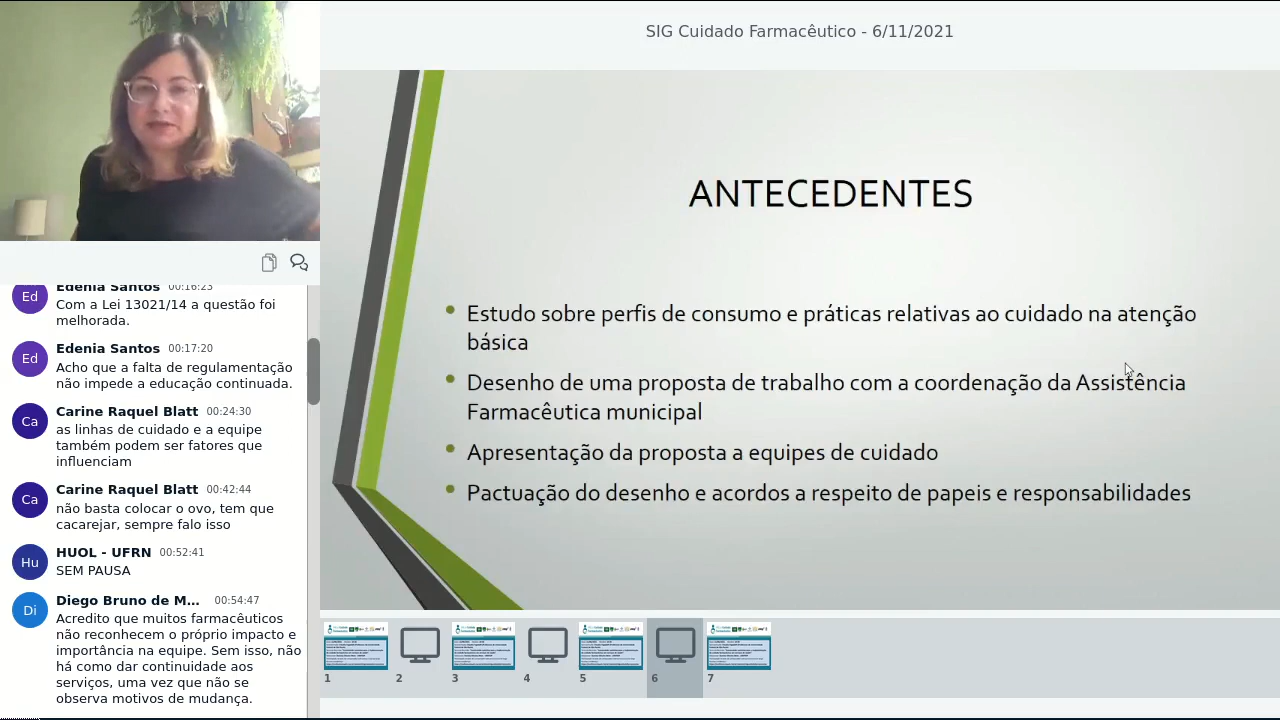 SIG Cuidado Farmacêutico - 6/11/2021
ANTECEDENTES
Estudo sobre perfis de consumo e práticas relativas ao cuidado na atenção
básica
Desenho de uma proposta de trabalho com a coordenação da Assistência
Farmacêutica municipal
Apresentação da proposta a equipes de cuidado
Pactuação do desenho e acordos a respeito de papeis e responsabilidades
Ed
Edenia Santos 00:16:23
Com a Lei 13021/14 a questão foi
melhorada.
Ed
Edenia Santos 00:17:20
Acho que a falta de regulamentação
não impede a educação continuada.
Ca
Carine Raquel Blatt 00:24:30
as linhas de cuidado e a equipe
também podem ser fatores que
influenciam
Ca
Carine Raquel Blatt 00:42:44
não basta colocar o ovo, tem que
cacarejar, sempre falo isso
Hu
HUOL - UFRN 00:52:41
SEM PAUSA
Di
Diego Bruno de M... 00:54:47
Acredito que muitos farmacêuticos
não reconhecem o próprio impacto e
importância na equipe. Sem isso, não
há como dar continuidade nos
serviços, uma vez que não se
observa motivos de mudança.
1
2
3
4
5
6
7